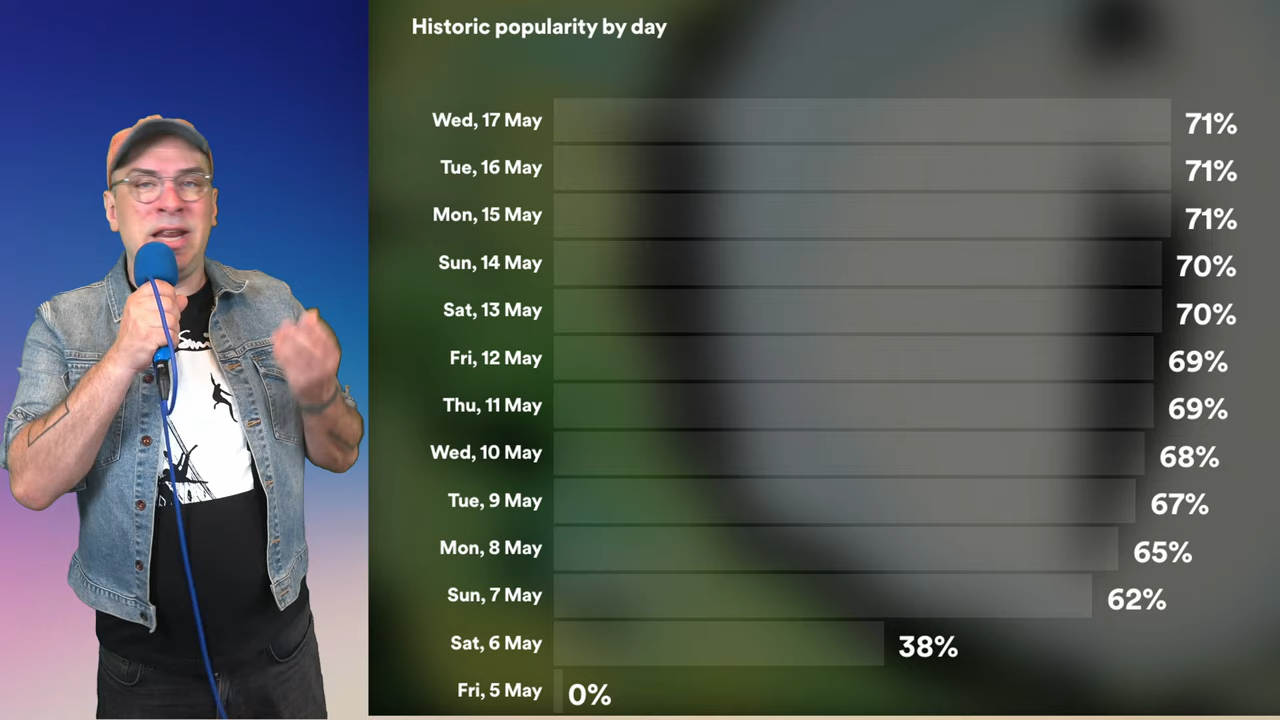 Historic popularity by day
Wed, 17 May 71%
Tue, 16 May 71%
Mon, 15 May 71%
Sun, 14 May 70%
Sat, 13 May 70%
Fri, 12 May 69%
Thu, 11 May 69%
Wed, 10 May 68%
Tue, 9 May 67%
Mon, 8 May 65%
Sun, 7 May 62%
Sat, 6 May 38%
Fri, 5 May 0%